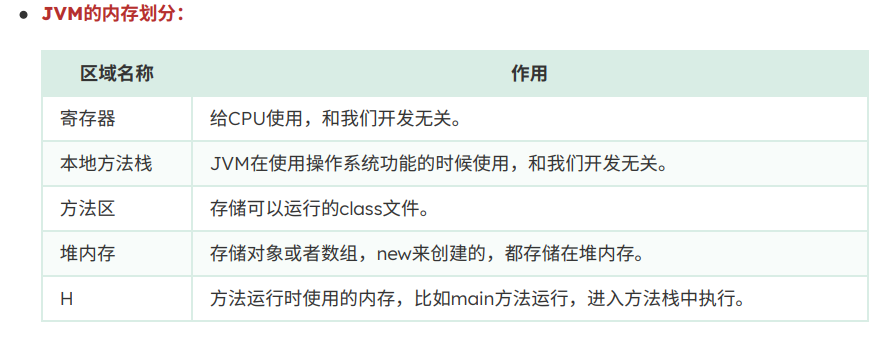 JVM的内存划分：
区域名称 作用
寄存器 给CPU使用，和我们开发无关。
本地方法栈 JVM在使用操作系统功能的时候使用，和我们开发无关。
方法区 存储可以运行的class文件。
堆内存 存储对象或者数组，new来创建的，都存储在堆内存。
H 方法运行时使用的内存，比如main方法运行，进入方法栈中执行。